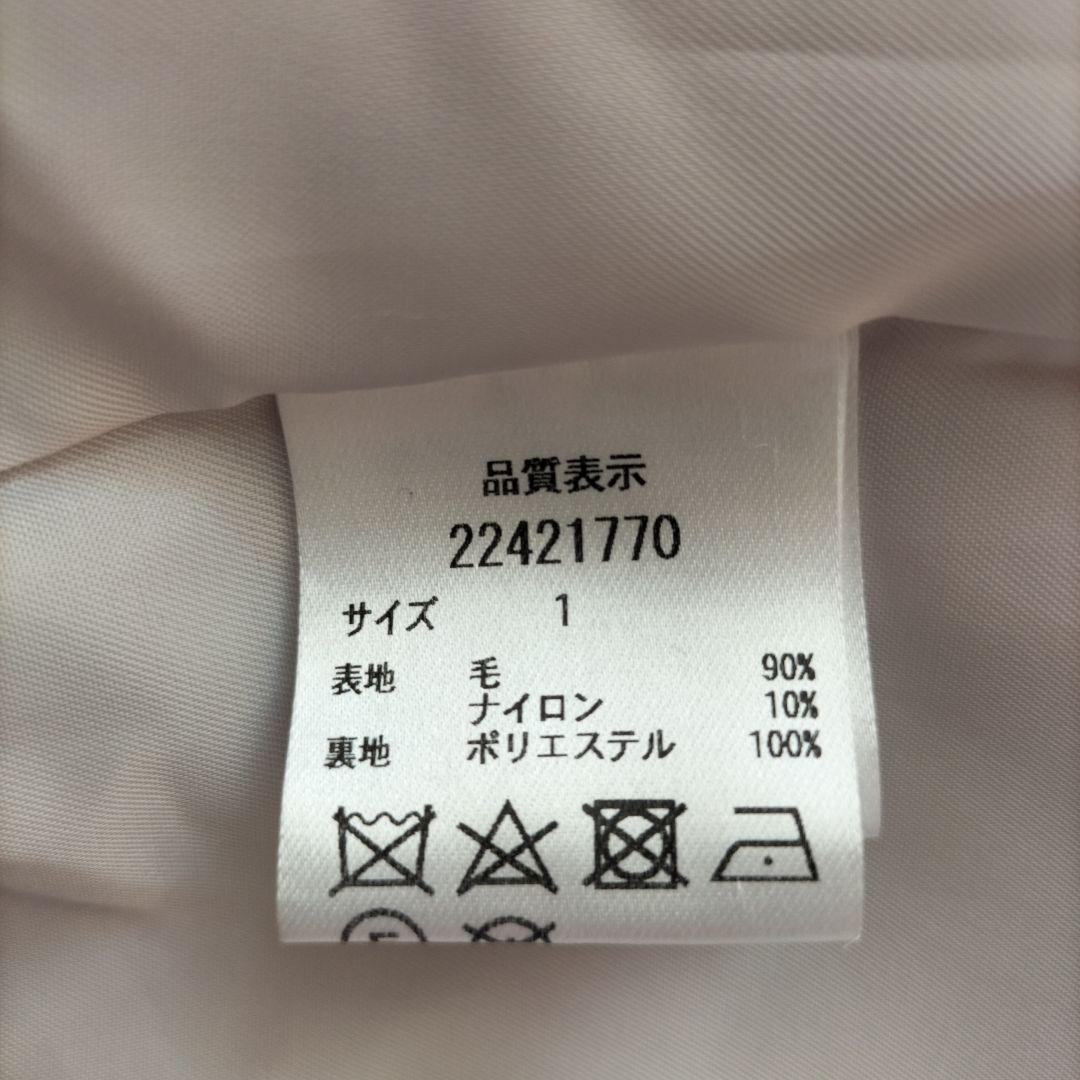 品質表示
22421770
サイズ 1
表地 毛 90%
ナイロン 10%
裏地 ポリエステル 100%